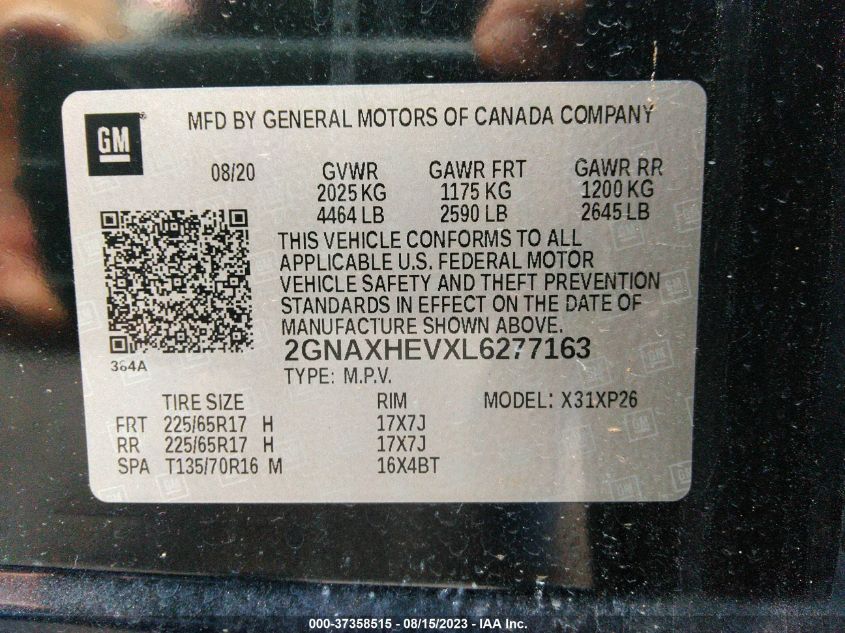 GM ®
MFD BY GENERAL MOTORS OF CANADA COMPANY
08/20 GVWR GAWR FRT GAWR RR
2025 KG 1175 KG 1200 KG
4464 LB 2590 LB 2645 LB
THIS VEHICLE CONFORMS TO ALL
APPLICABLE U.S. FEDERAL MOTOR
VEHICLE SAFETY AND THEFT PREVENTION
STANDARDS IN EFFECT ON THE DATE OF
MANUFACTURE SHOWN ABOVE.
2GNAXHEVXL6277163
364A
TYPE: M.P.V.
TIRE SIZE RIM MODEL: X31XP26
FRT 225/65R17 H 17X7J
RR 225/65R17 H 17X7J
SPA T135/70R16 M 16X4BT
000-37358515 - 08/15/2023 - IAA Inc.